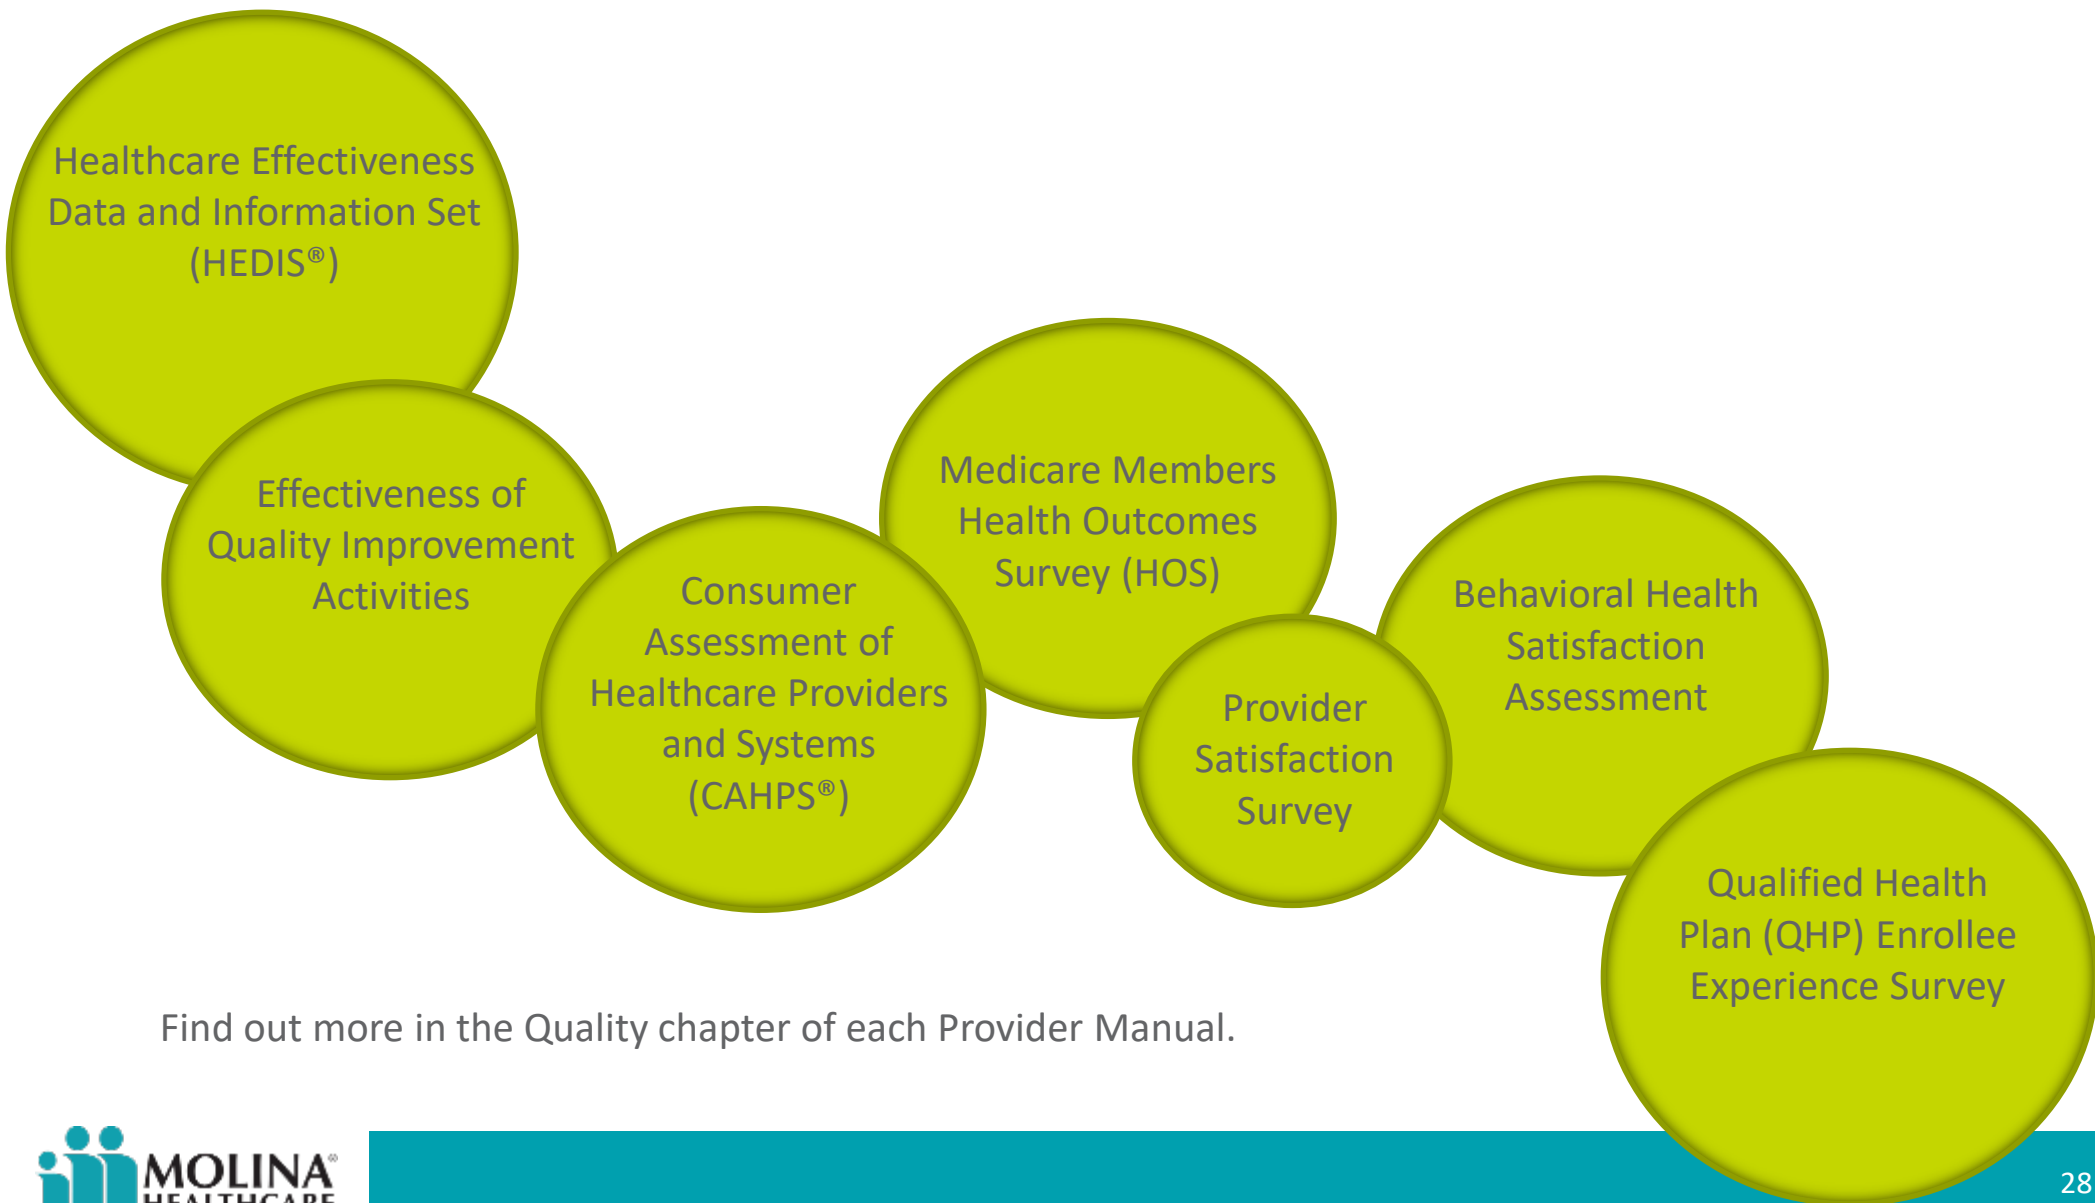 Healthcare Effectiveness
Data and Information Set
(HEDIS®)
Effectiveness of
Quality Improvement
Activities
Consumer
Assessment of
Healthcare Providers
and Systems
(CAHPS®)
Medicare Members
Health Outcomes
Survey (HOS)
Provider
Satisfaction
Survey
Behavioral Health
Satisfaction
Assessment
Qualified Health
Plan (QHP) Enrollee
Experience Survey
Find out more in the Quality chapter of each Provider Manual.
MOLINA®
HEALTHCARE
28